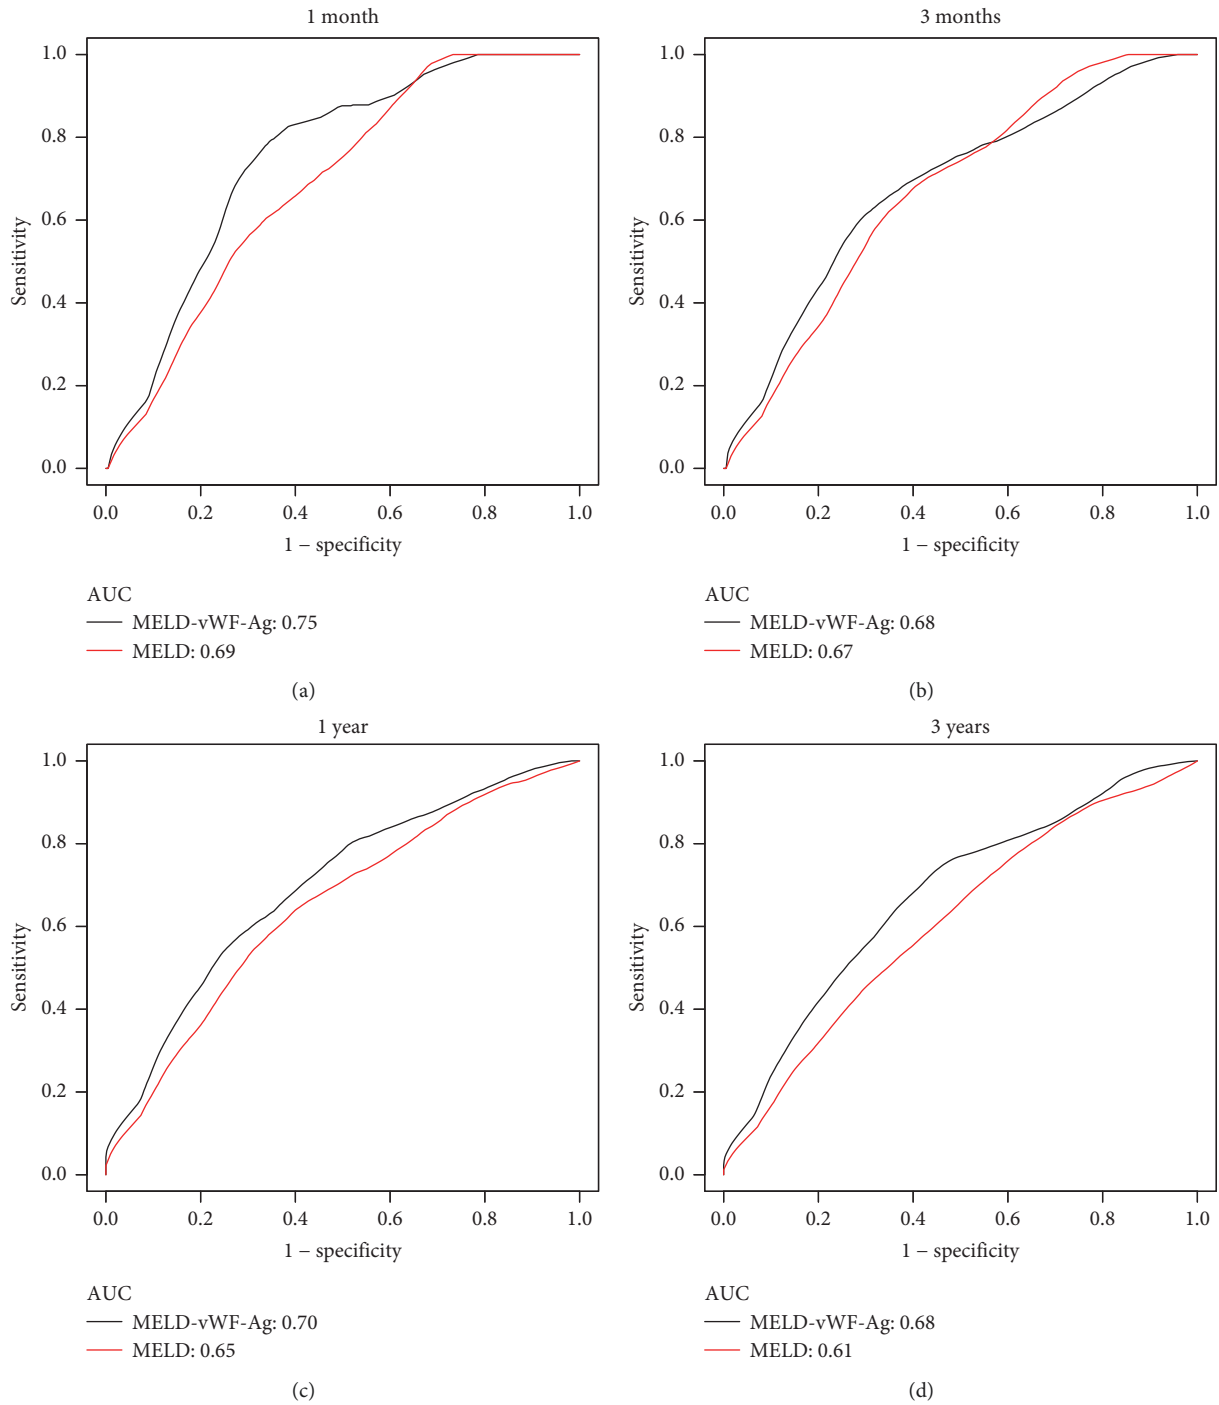 1 month
1.0
0.8
0.6
0.4
0.2
0.0
Sensitivity
0.0 0.2 0.4 0.6 0.8 1.0
1 − specificity
AUC
MELD-vWF-Ag: 0.75
MELD: 0.69
(a)
3 months
1.0
0.8
0.6
0.4
0.2
0.0
Sensitivity
0.0 0.2 0.4 0.6 0.8 1.0
1 − specificity
AUC
MELD-vWF-Ag: 0.68
MELD: 0.67
(b)
1 year
1.0
0.8
0.6
0.4
0.2
0.0
Sensitivity
0.0 0.2 0.4 0.6 0.8 1.0
1 − specificity
AUC
MELD-vWF-Ag: 0.70
MELD: 0.65
(c)
3 years
1.0
0.8
0.6
0.4
0.2
0.0
Sensitivity
0.0 0.2 0.4 0.6 0.8 1.0
1 − specificity
AUC
MELD-vWF-Ag: 0.68
MELD: 0.61
(d)